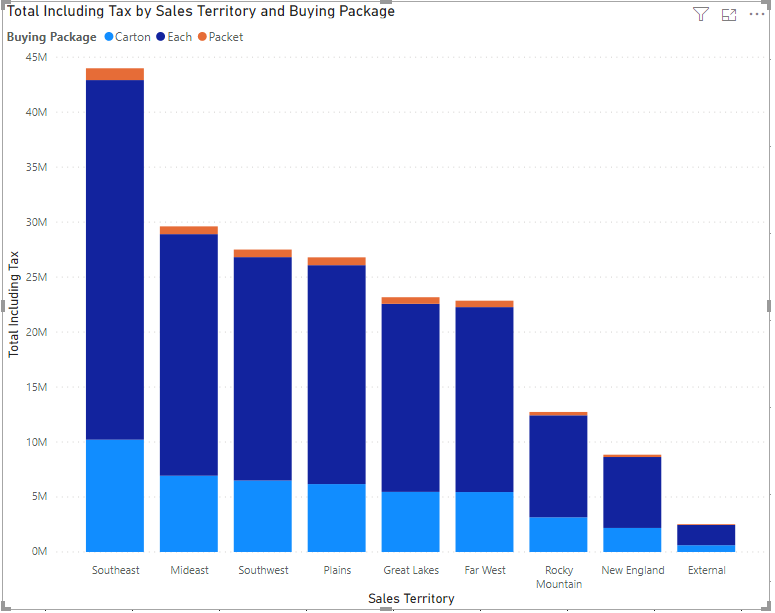 Total Including Tax by Sales Territory and Buying Package
Buying Package Carton Each Packet
45M
40M
35M
30M
25M
20M
15M
10M
5M
0M
Total Including Tax
Southeast Mideast Southwest Plains Great Lakes Far West Rocky Mountain New England External
Sales Territory